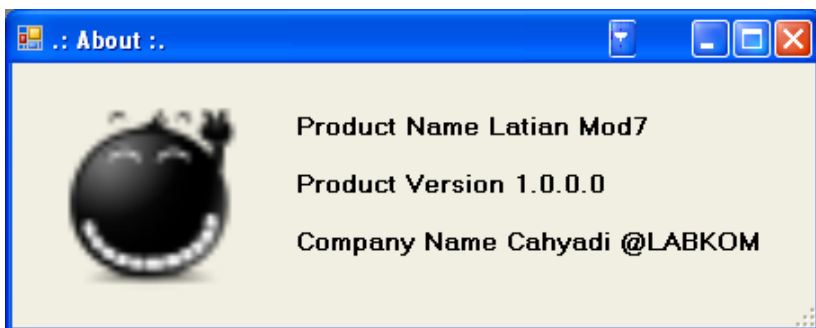 .: About :.
Product Name Latian Mod7
Product Version 1.0.0.0
Company Name Cahyadi @LABKOM